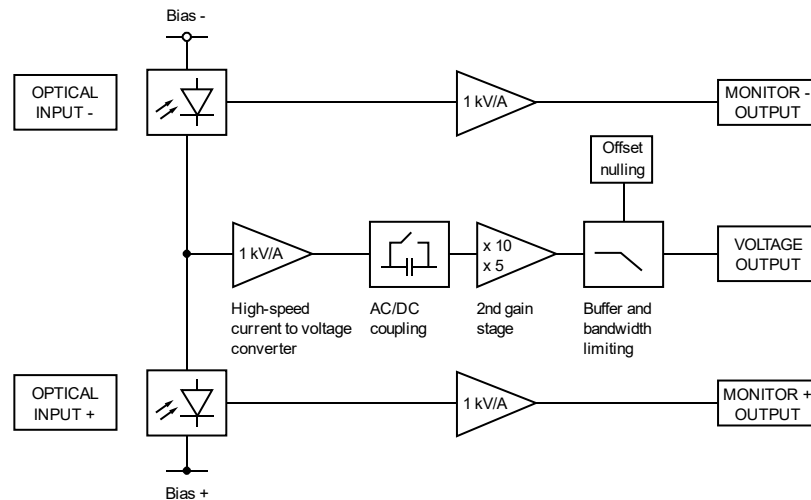 Bias -
OPTICAL
INPUT -
1 kV/A
MONITOR -
OUTPUT
Offset
nulling
1 kV/A
x 10
x 5
VOLTAGE
OUTPUT
High-speed
current to voltage
converter
AC/DC
coupling
2nd gain
stage
Buffer and
bandwidth
limiting
OPTICAL
INPUT +
1 kV/A
MONITOR +
OUTPUT
Bias +